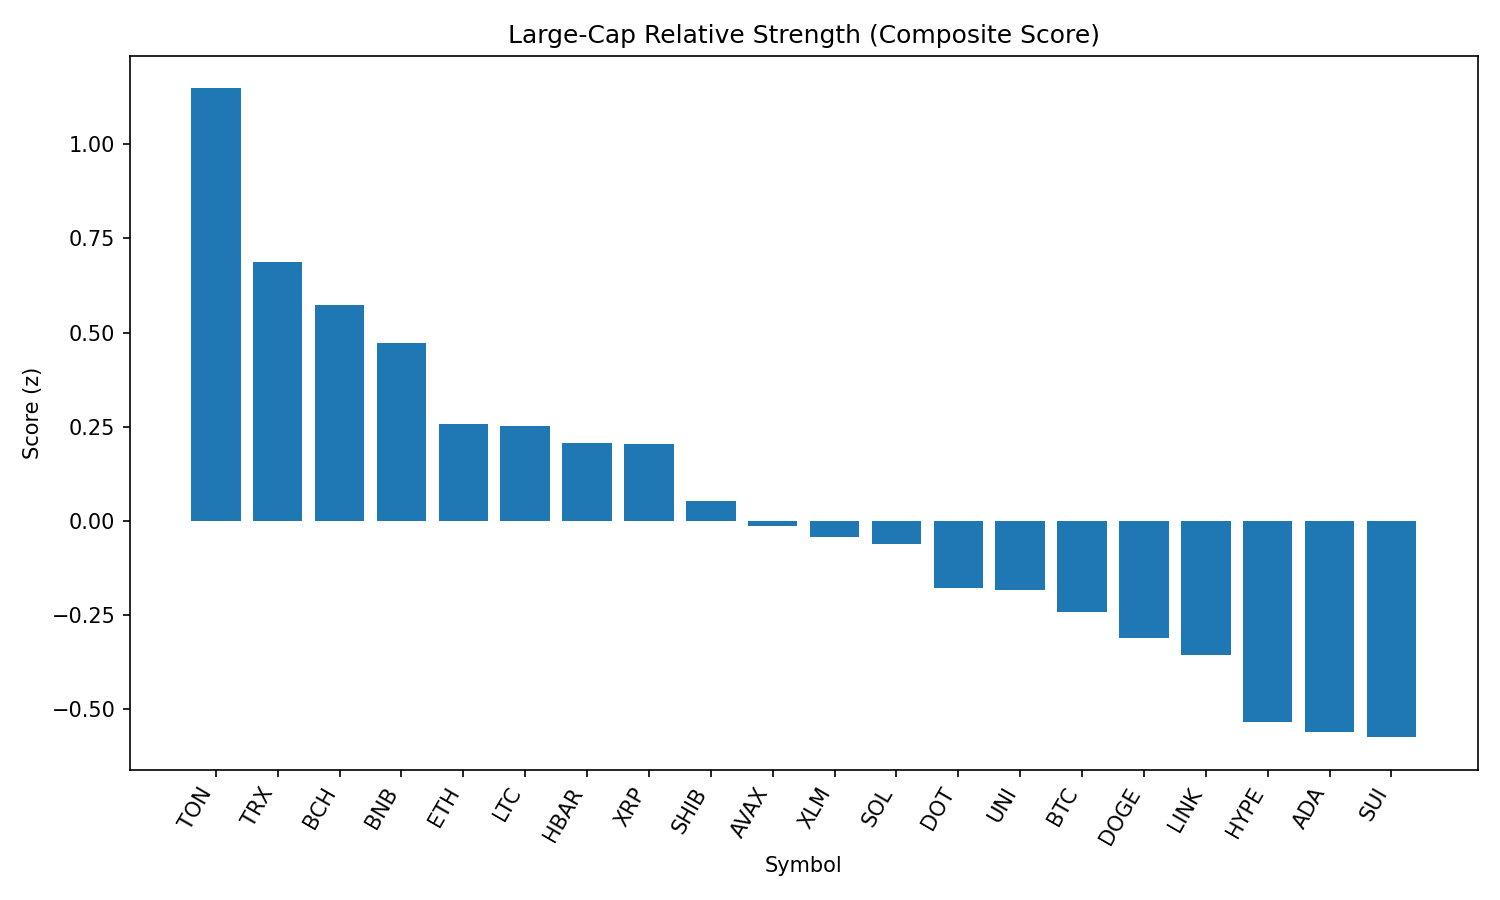 Large-Cap Relative Strength (Composite Score)
Score (z)
1.00
0.75
0.50
0.25
0.00
−0.25
−0.50
TON TRX BCH BNB ETH LTC HBAR XRP SHIB AVAX XLM SOL DOT UNI BTC DOGE LINK HYPE ADA SUI
Symbol